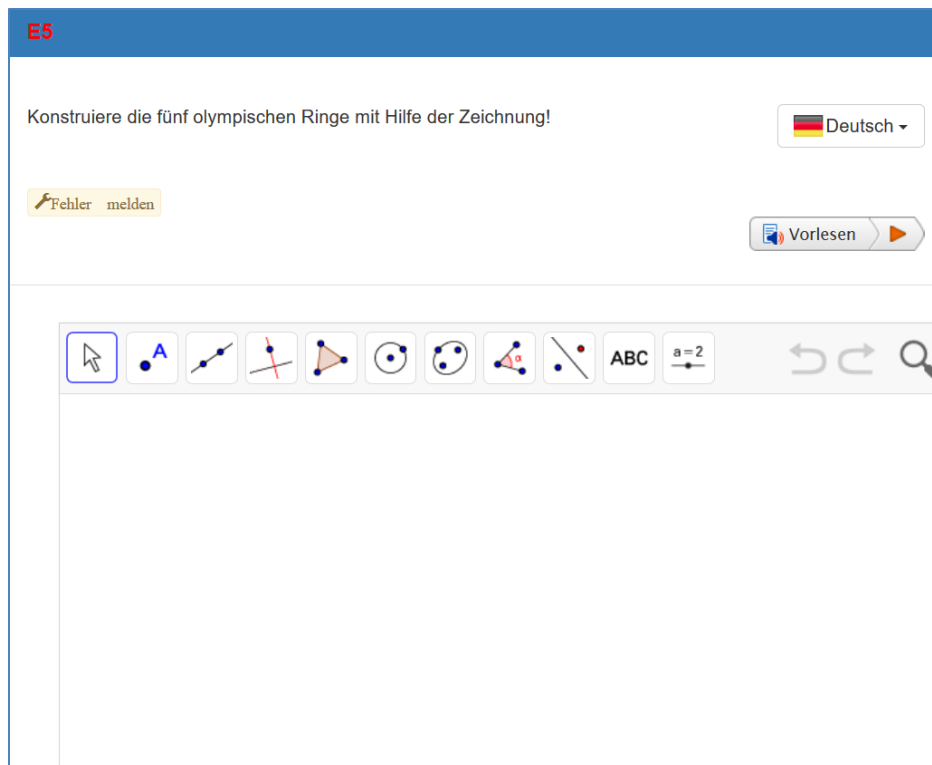 E5
Konstruiere die fünf olympischen Ringe mit Hilfe der Zeichnung!
Deutsch
Fehler melden
Vorlesen
A
α
ABC
a=2